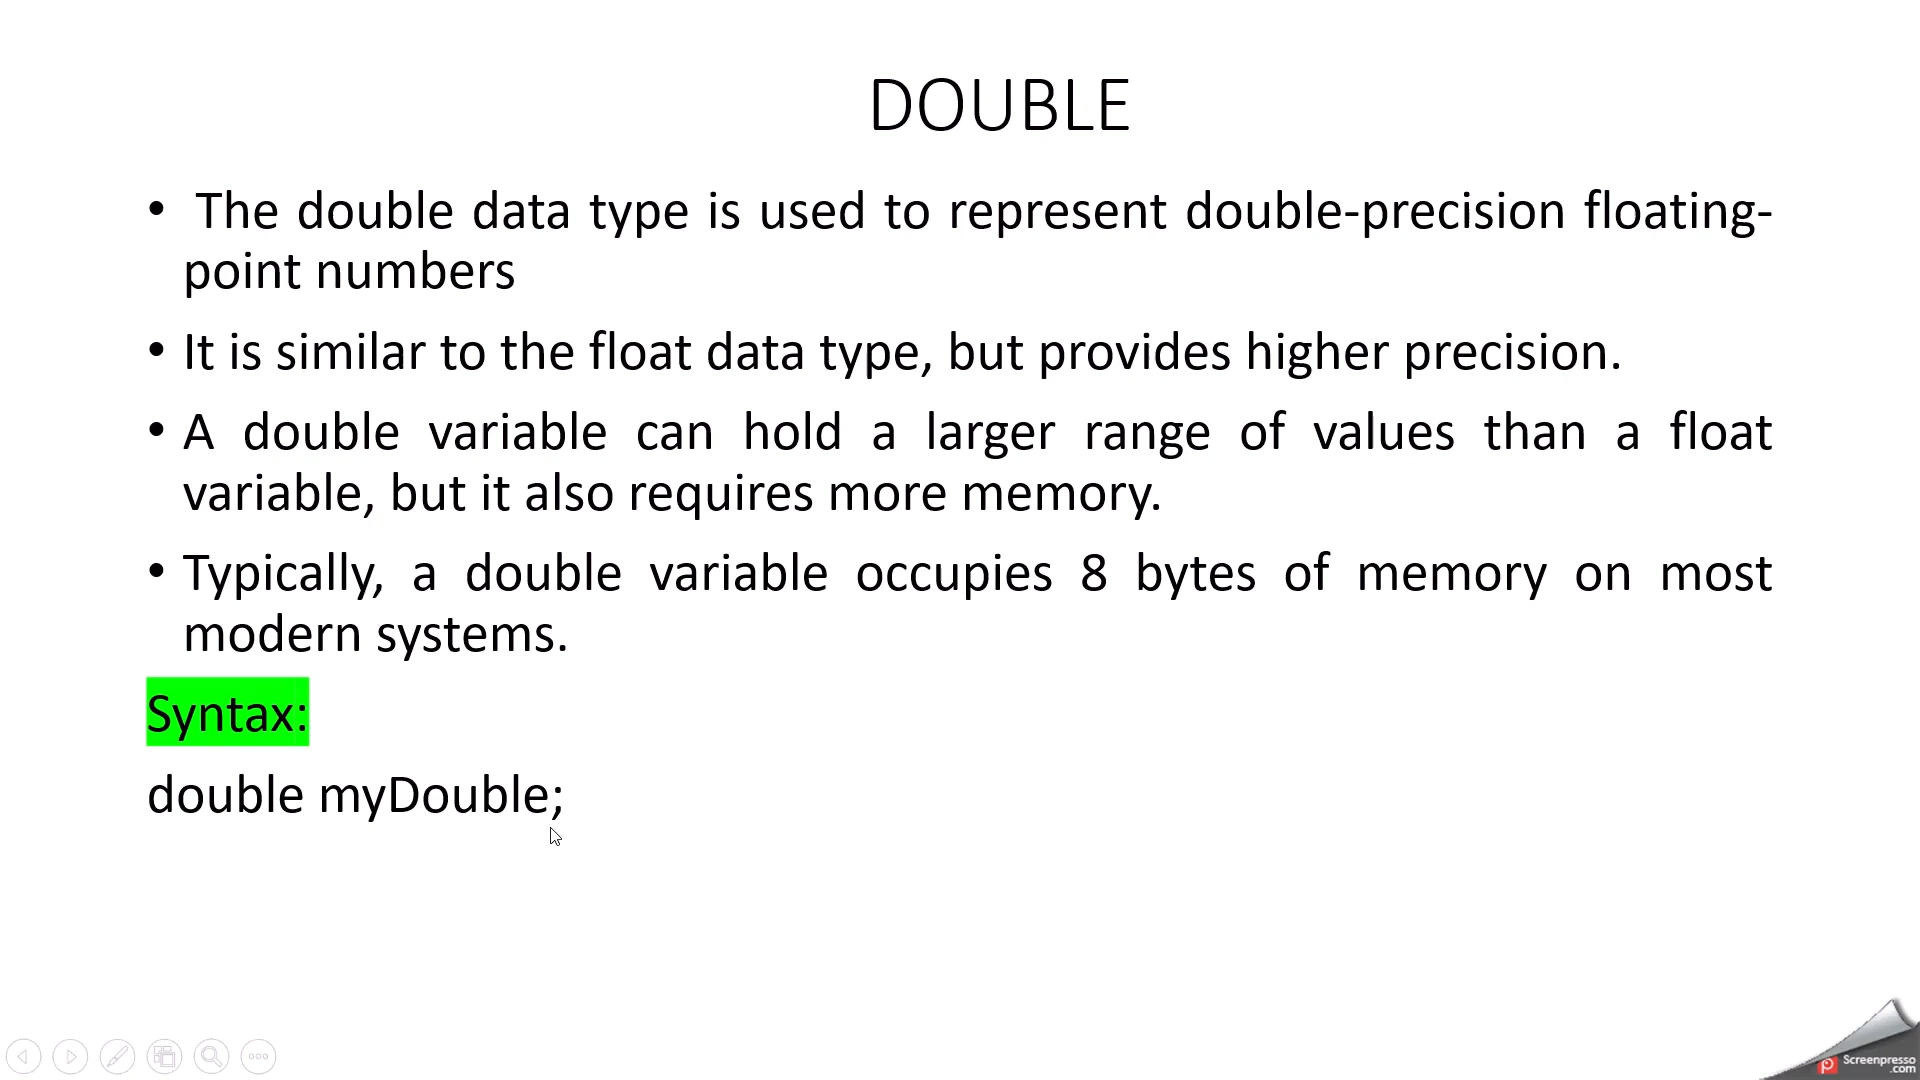 DOUBLE
• The double data type is used to represent double-precision floating-
point numbers
• It is similar to the float data type, but provides higher precision.
• A double variable can hold a larger range of values than a float
variable, but it also requires more memory.
• Typically, a double variable occupies 8 bytes of memory on most
modern systems.
Syntax:
double myDouble;
Screenpresso
.com